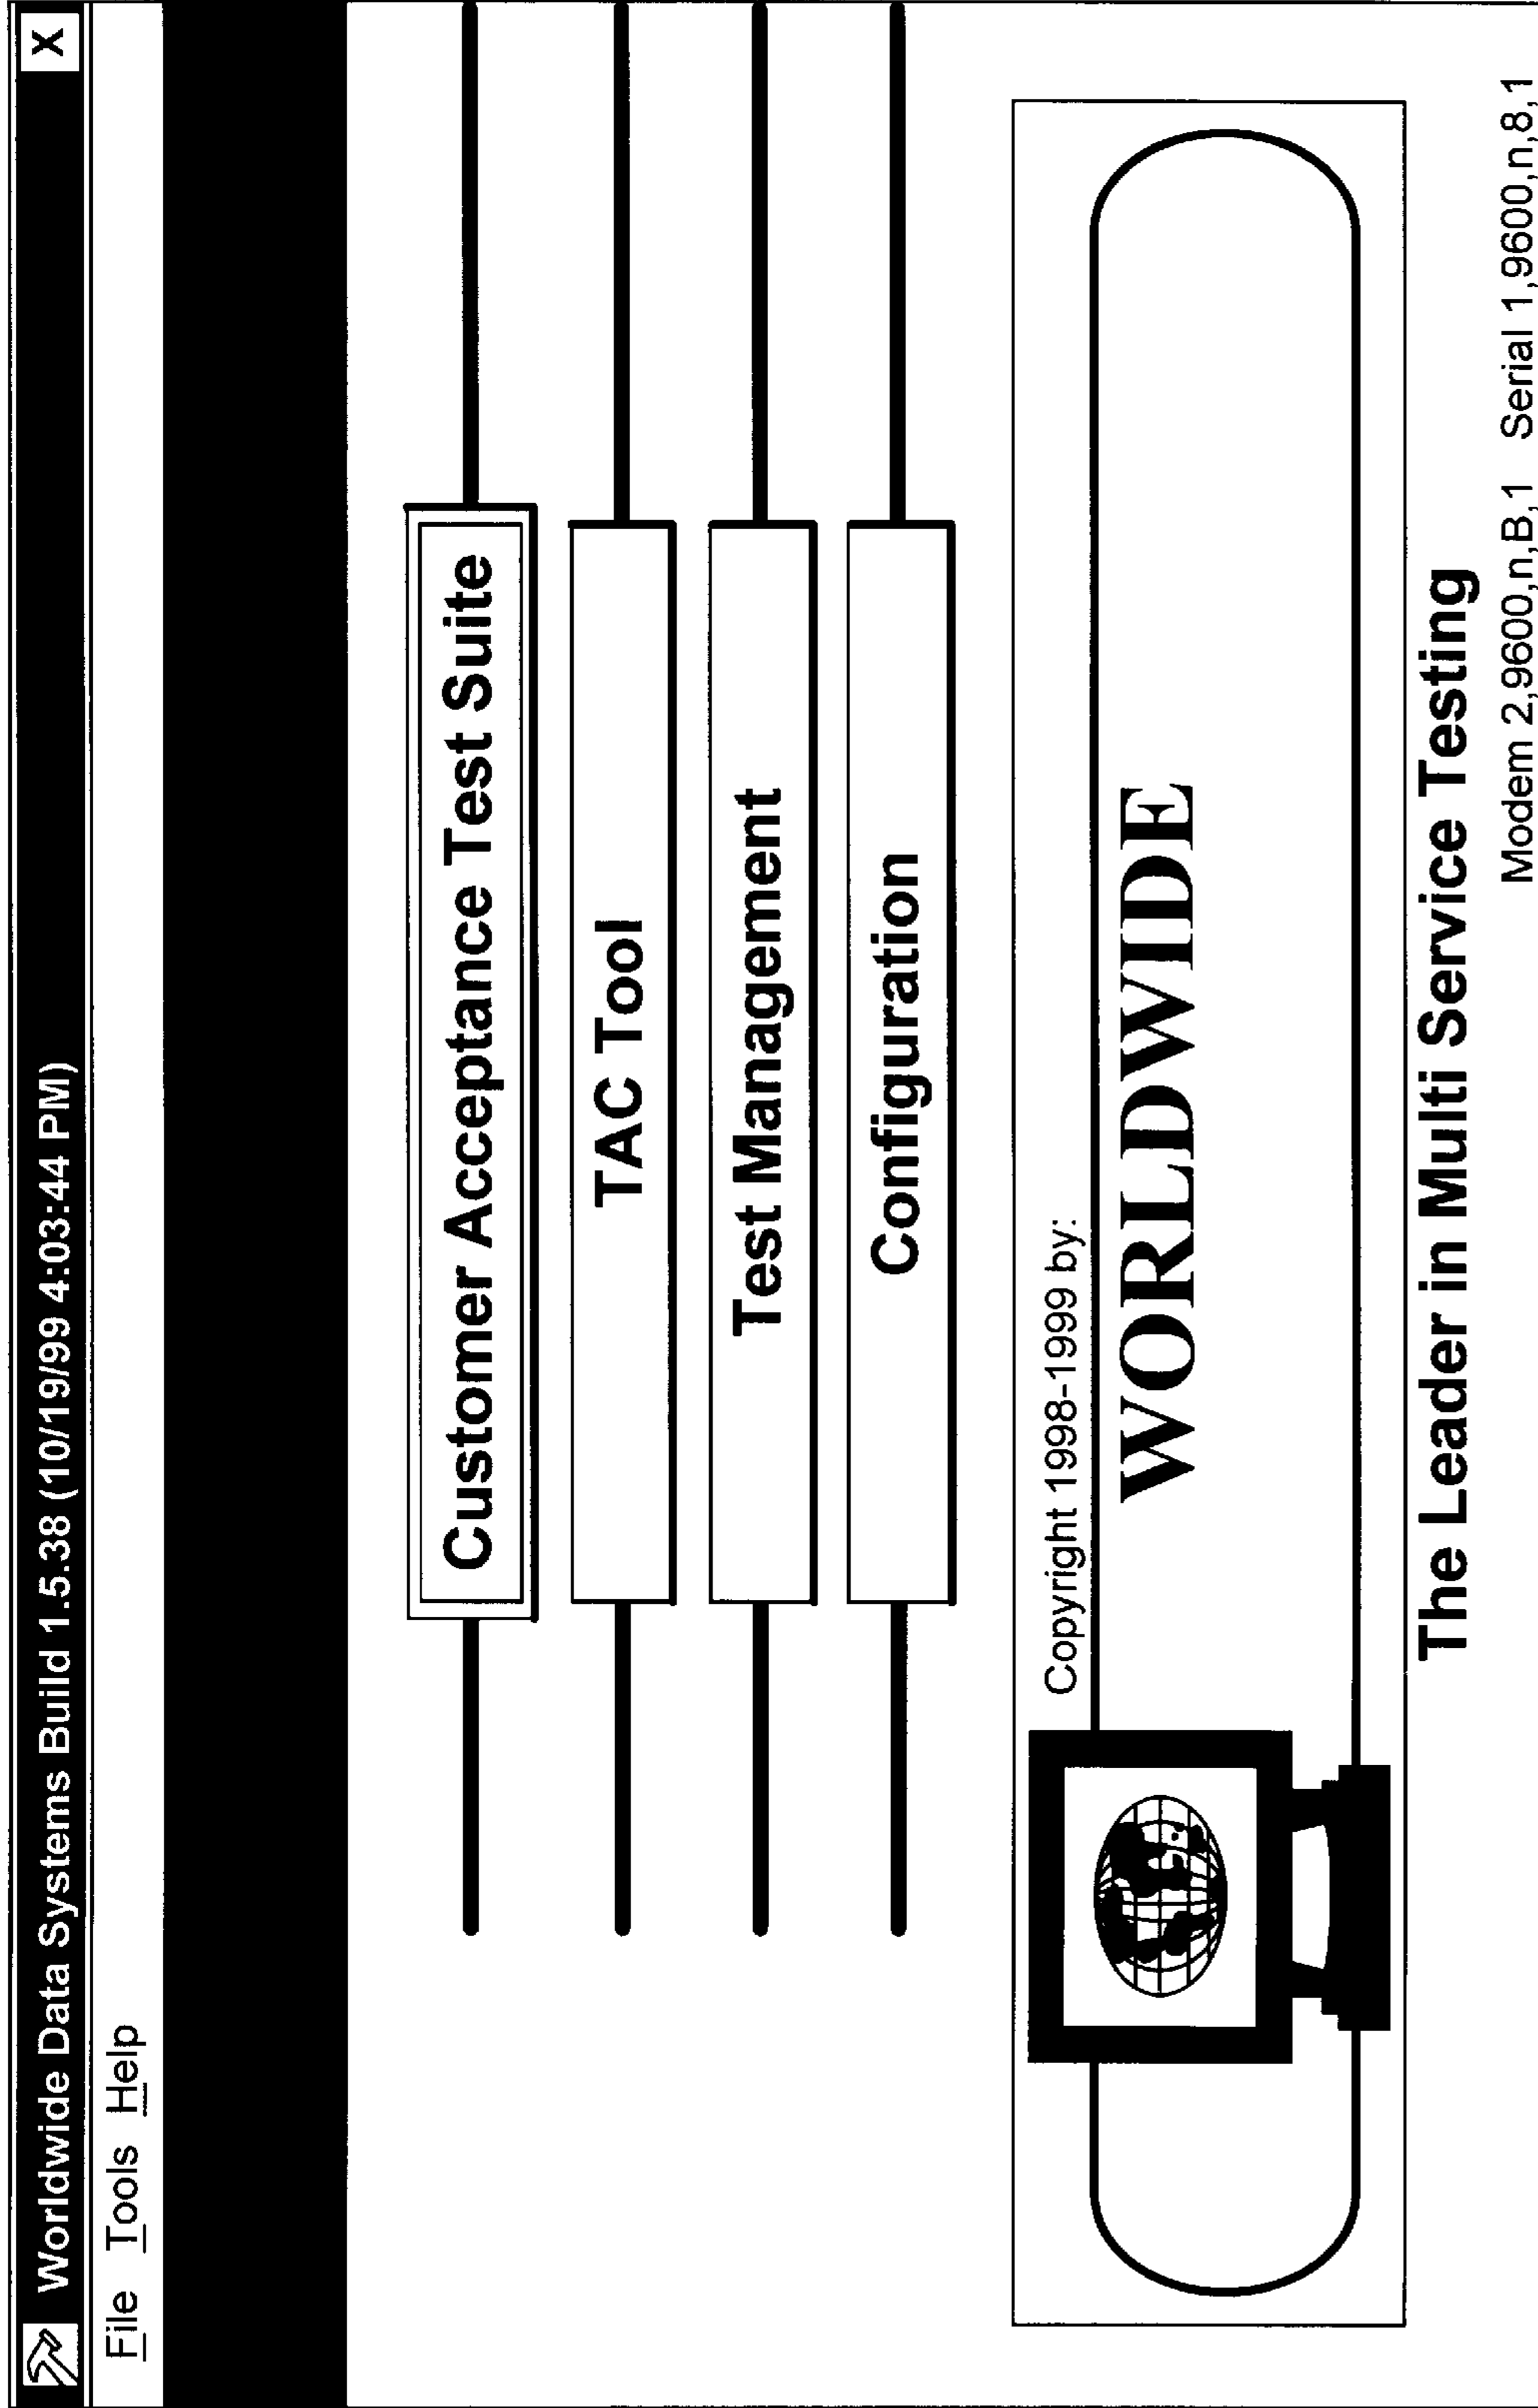 Worldwide Data Systems Build 1.5.38 (10/19/99 4:03:44 PM) X
File Tools Help
Customer Acceptance Test Suite
TAC Tool
Test Management
Configuration
Copyright 1998-1999 by:
WORLDWIDE
The Leader in Multi Service Testing
Modem 2,9600,n,B,1 Serial 1,9600,n,8,1